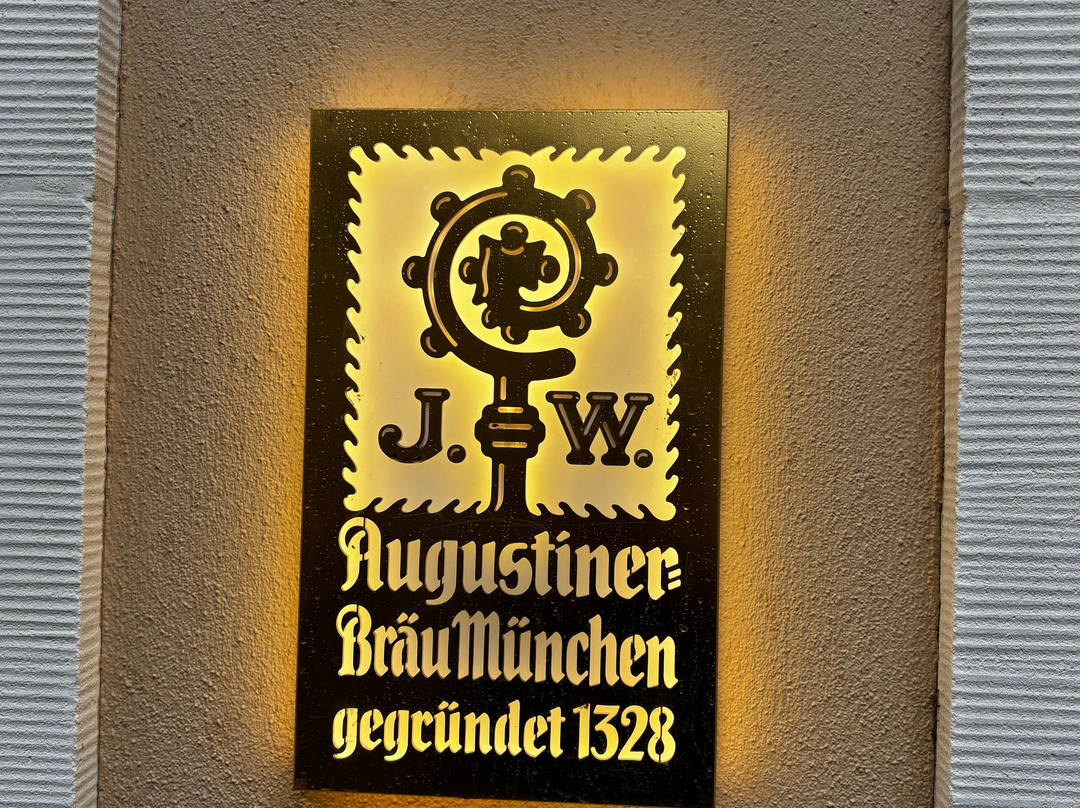 J. W.
Augustiner=
Bräu München
gegründet 1328